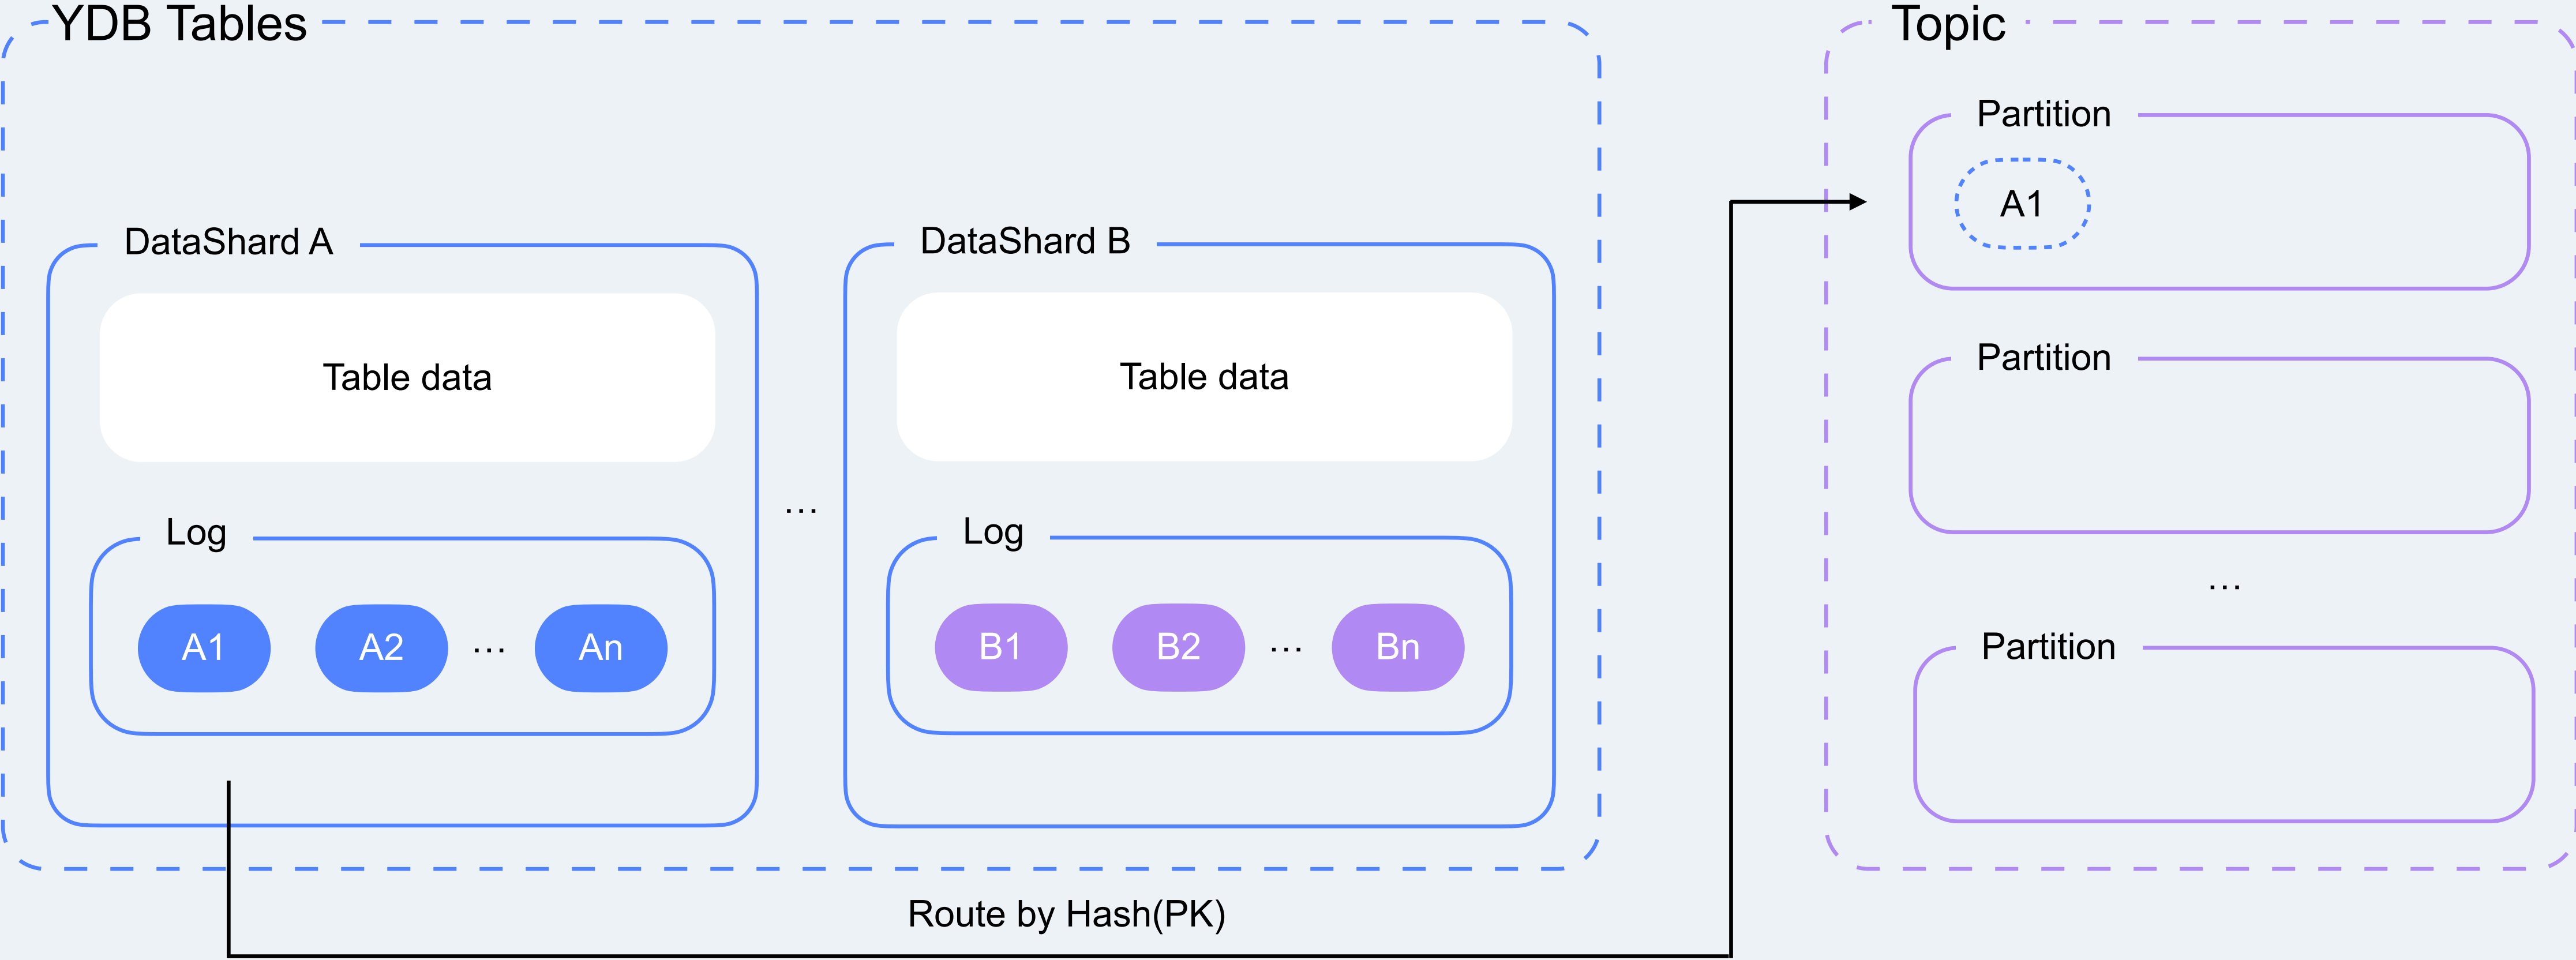 YDB Tables
DataShard A
Table data
Log
A1 A2 ... An
...
DataShard B
Table data
Log
B1 B2 ... Bn
Route by Hash(PK)
Topic
Partition
A1
Partition
...
Partition